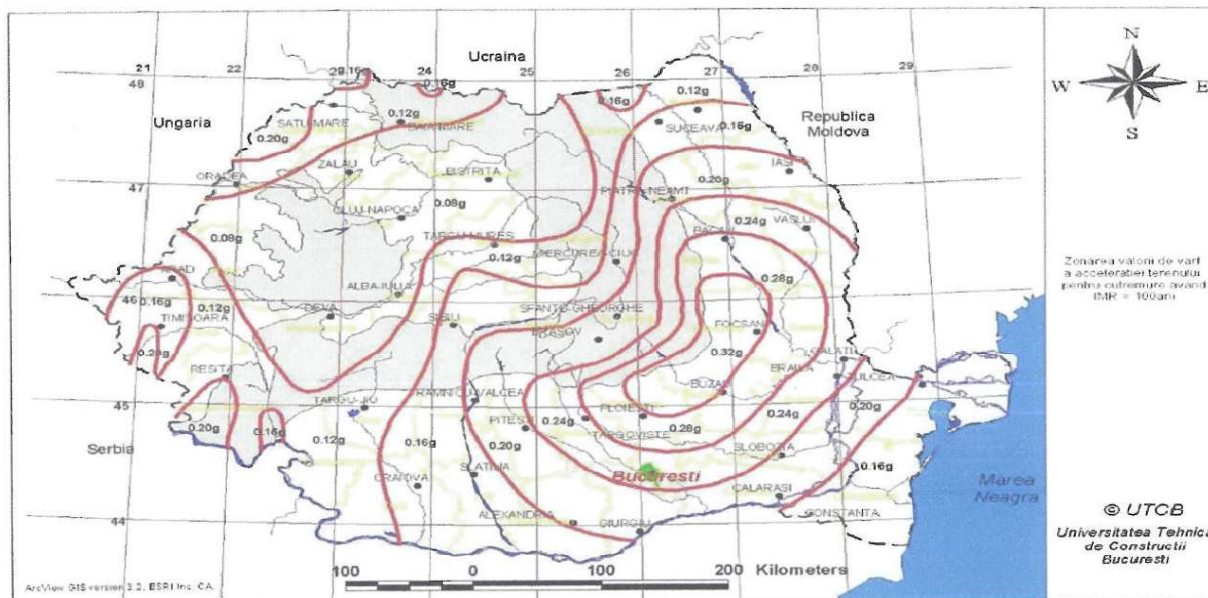 Ucraina
21 22 23 24 25 26 27 28 29
48
0.16g 0.16g 0.16g 0.12g
Ungaria
0.12g
SATU MARE
BAIA MARE
SUCEAVA
0.16g
Republica
Moldova
0.20g
ZALAU
BISTRITA
IASI
ORADEA
47
PIATRA NEAMT
0.20g
CLUJ-NAPOCA
0.08g
0.24g
VASLUI
TARGU-MURES
BACAU
0.08g
0.12g
MIERCUREA-CIUC
ARAD
0.28g
ALBA-IULIA
46
0.16g
0.12g
DEVA
SIBIU
SFANTU-GHEORGHE
TIMISOARA
BRASOV
FOCSANI
0.20g
0.32g
GALATI
RESITA
BRAILA
TULCEA
RAMNICU-VALCEA
BUZAU
45
TARGU-JIU
PLOIESTI
0.20g
PITESTI
0.24g
0.24g
0.20g
0.16g
0.12g
TARGOVISTE
0.28g
Serbia
0.16g
0.20g
SLOBOZIA
0.16g
SLATINA
Bucuresti
CRAIOVA
CALARASI
Marea
Neagra
ALEXANDRIA
CONSTANTA
44
GIURGIU
N
W E
S
Zonarea valorii de varf
a acceleratiei terenului
pentru cutremure avand
IMR = 100ani
© UTCB
Universitatea Tehnica
de Constructii
Bucuresti
ArcView GIS version 3.2, ESRI Inc. CA.
100 0 100 200 Kilometers